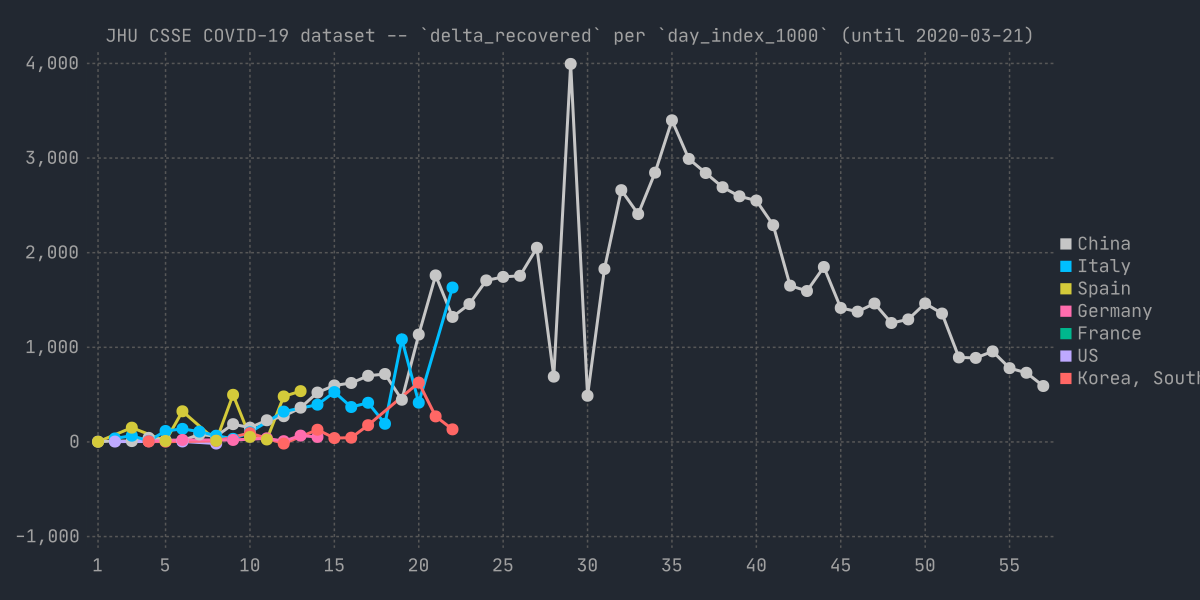 JHU CSSE COVID-19 dataset -- `delta_recovered` per `day_index_1000` (until 2020-03-21)
4,000
3,000
2,000
1,000
0
-1,000
1 5 10 15 20 25 30 35 40 45 50 55
China
Italy
Spain
Germany
France
US
Korea, South